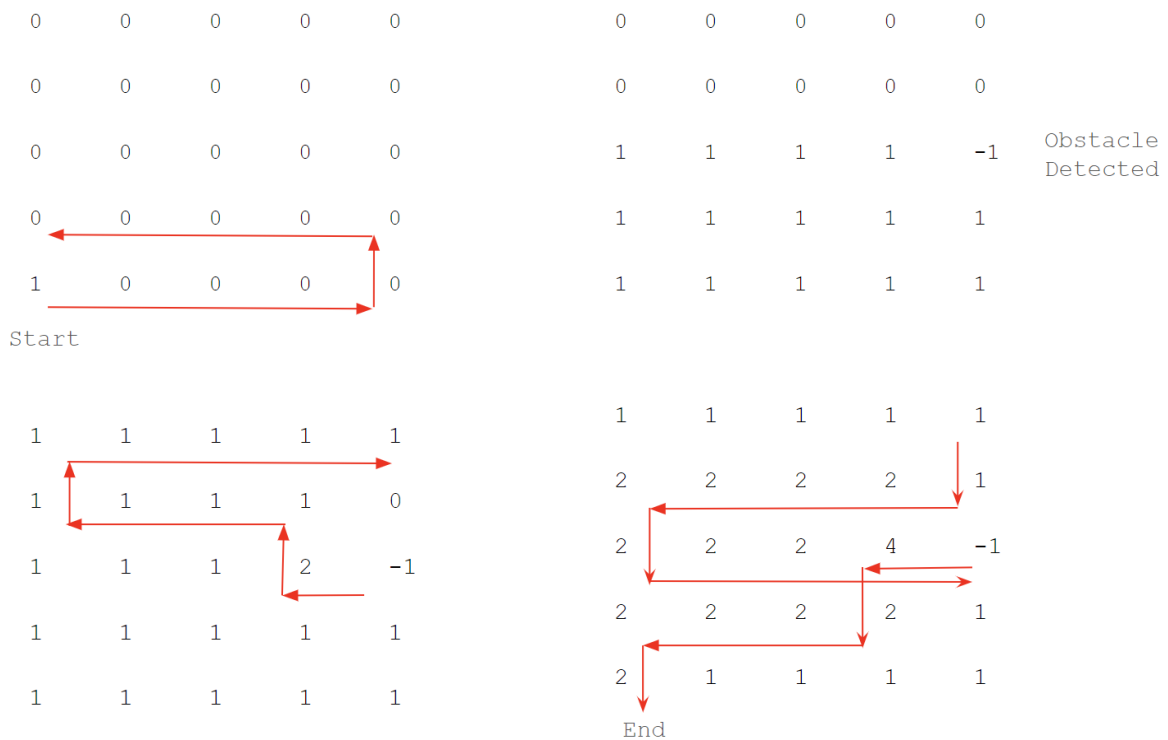 0 0 0 0 0
0 0 0 0 0
0 0 0 0 0
0 0 0 0 0
1 0 0 0 0
Start
0 0 0 0 0
0 0 0 0 0
1 1 1 1 -1
Obstacle
Detected
1 1 1 1 1
1 1 1 1 1
1 1 1 1 1
1 1 1 1 0
1 1 1 2 -1
1 1 1 1 1
1 1 1 1 1
1 1 1 1 1
2 2 2 2 1
2 2 2 4 -1
2 2 2 2 1
2 1 1 1 1
End